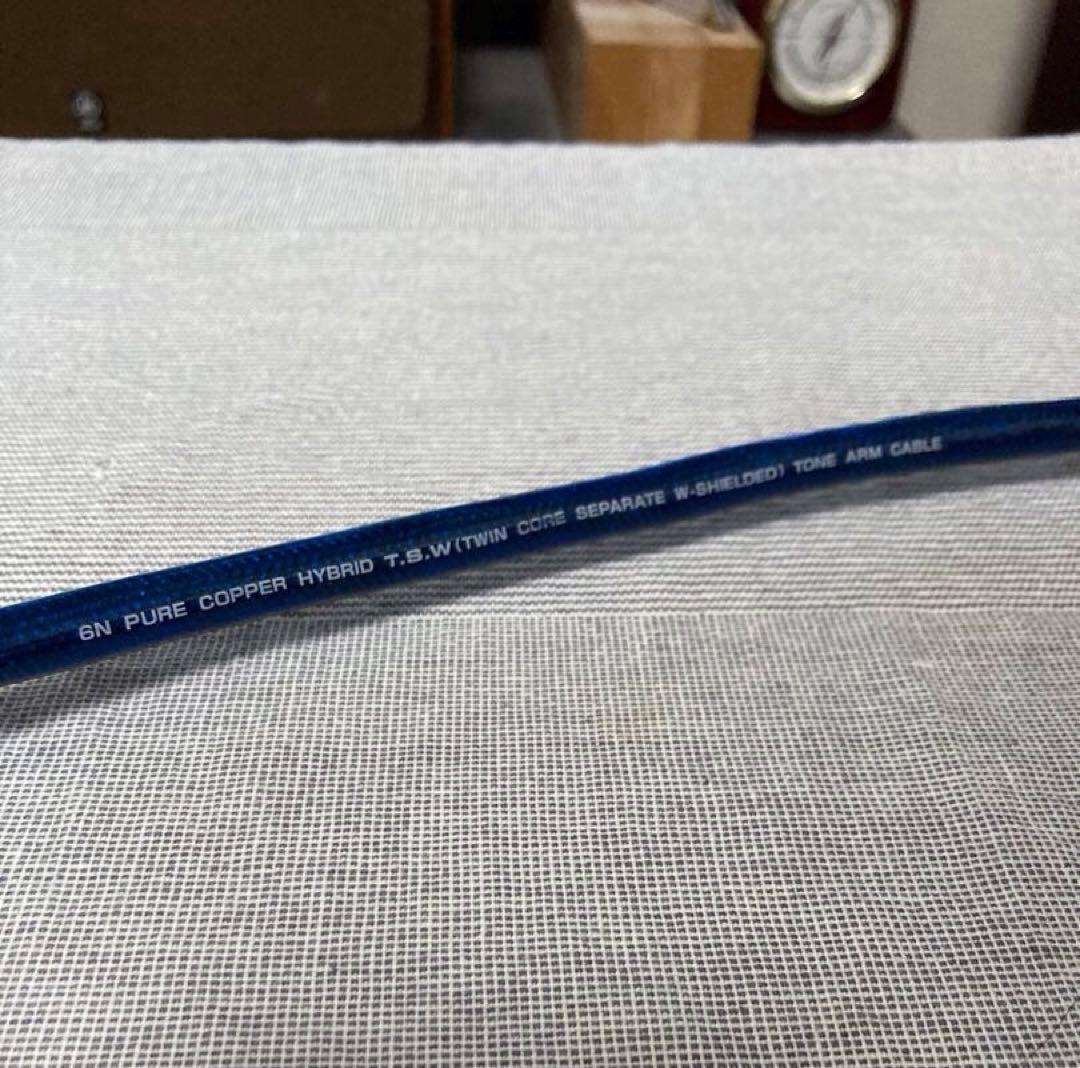 6N PURE COPPER HYBRID T.S.W(TWIN CORE SEPARATE W-SHIELDED) TONE ARM CABLE